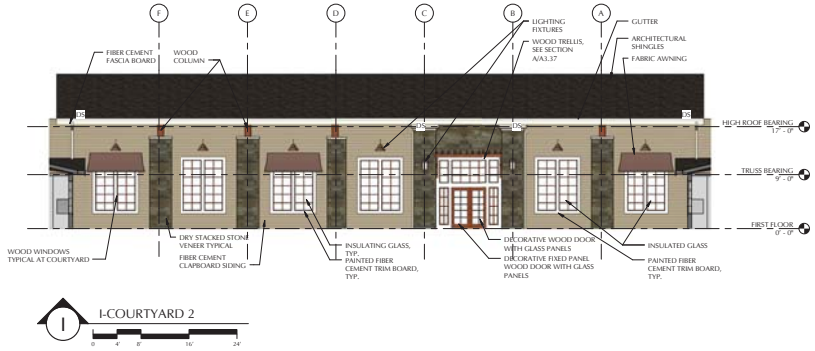 F
E
D
C
B
A
FIBER CEMENT
FASCIA BOARD
WOOD
COLUMN
LIGHTING
FIXTURES
WOOD TRELLIS,
SEE SECTION
A/A3.37
GUTTER
ARCHITECTURAL
SHINGLES
FABRIC AWNING
DS
DS
DS
DS
HIGH ROOF BEARING
17' - 0"
TRUSS BEARING
9' - 0"
FIRST FLOOR
0' - 0"
WOOD WINDOWS
TYPICAL AT COURTYARD
DRY STACKED STONE
VENEER TYPICAL
FIBER CEMENT
CLAPBOARD SIDING
INSULATING GLASS,
TYP.
PAINTED FIBER
CEMENT TRIM BOARD,
TYP.
DECORATIVE WOOD DOOR
WITH GLASS PANELS
DECORATIVE FIXED PANEL
WOOD DOOR WITH GLASS
PANELS
INSULATED GLASS
PAINTED FIBER
CEMENT TRIM BOARD,
TYP.
I
I-COURTYARD 2
0 4' 8' 16' 24'